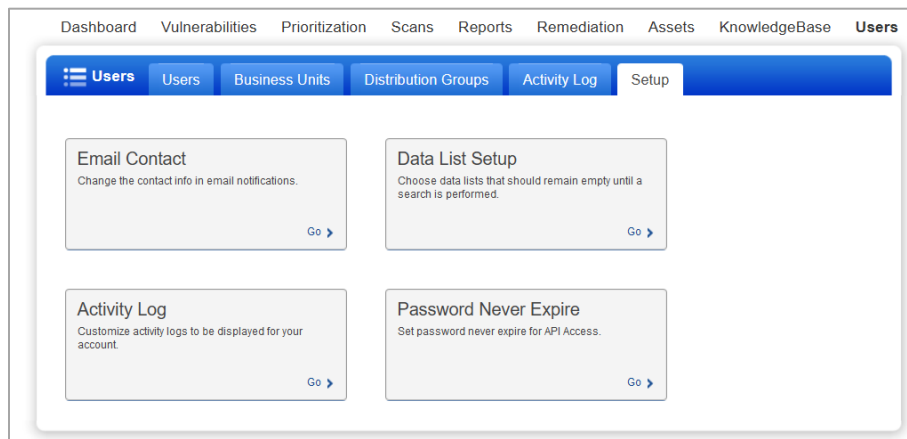 Dashboard Vulnerabilities Prioritization Scans Reports Remediation Assets KnowledgeBase Users
Users Users Business Units Distribution Groups Activity Log Setup
Email Contact
Change the contact info in email notifications.
Go
Data List Setup
Choose data lists that should remain empty until a
search is performed.
Go
Activity Log
Customize activity logs to be displayed for your
account.
Go
Password Never Expire
Set password never expire for API Access.
Go